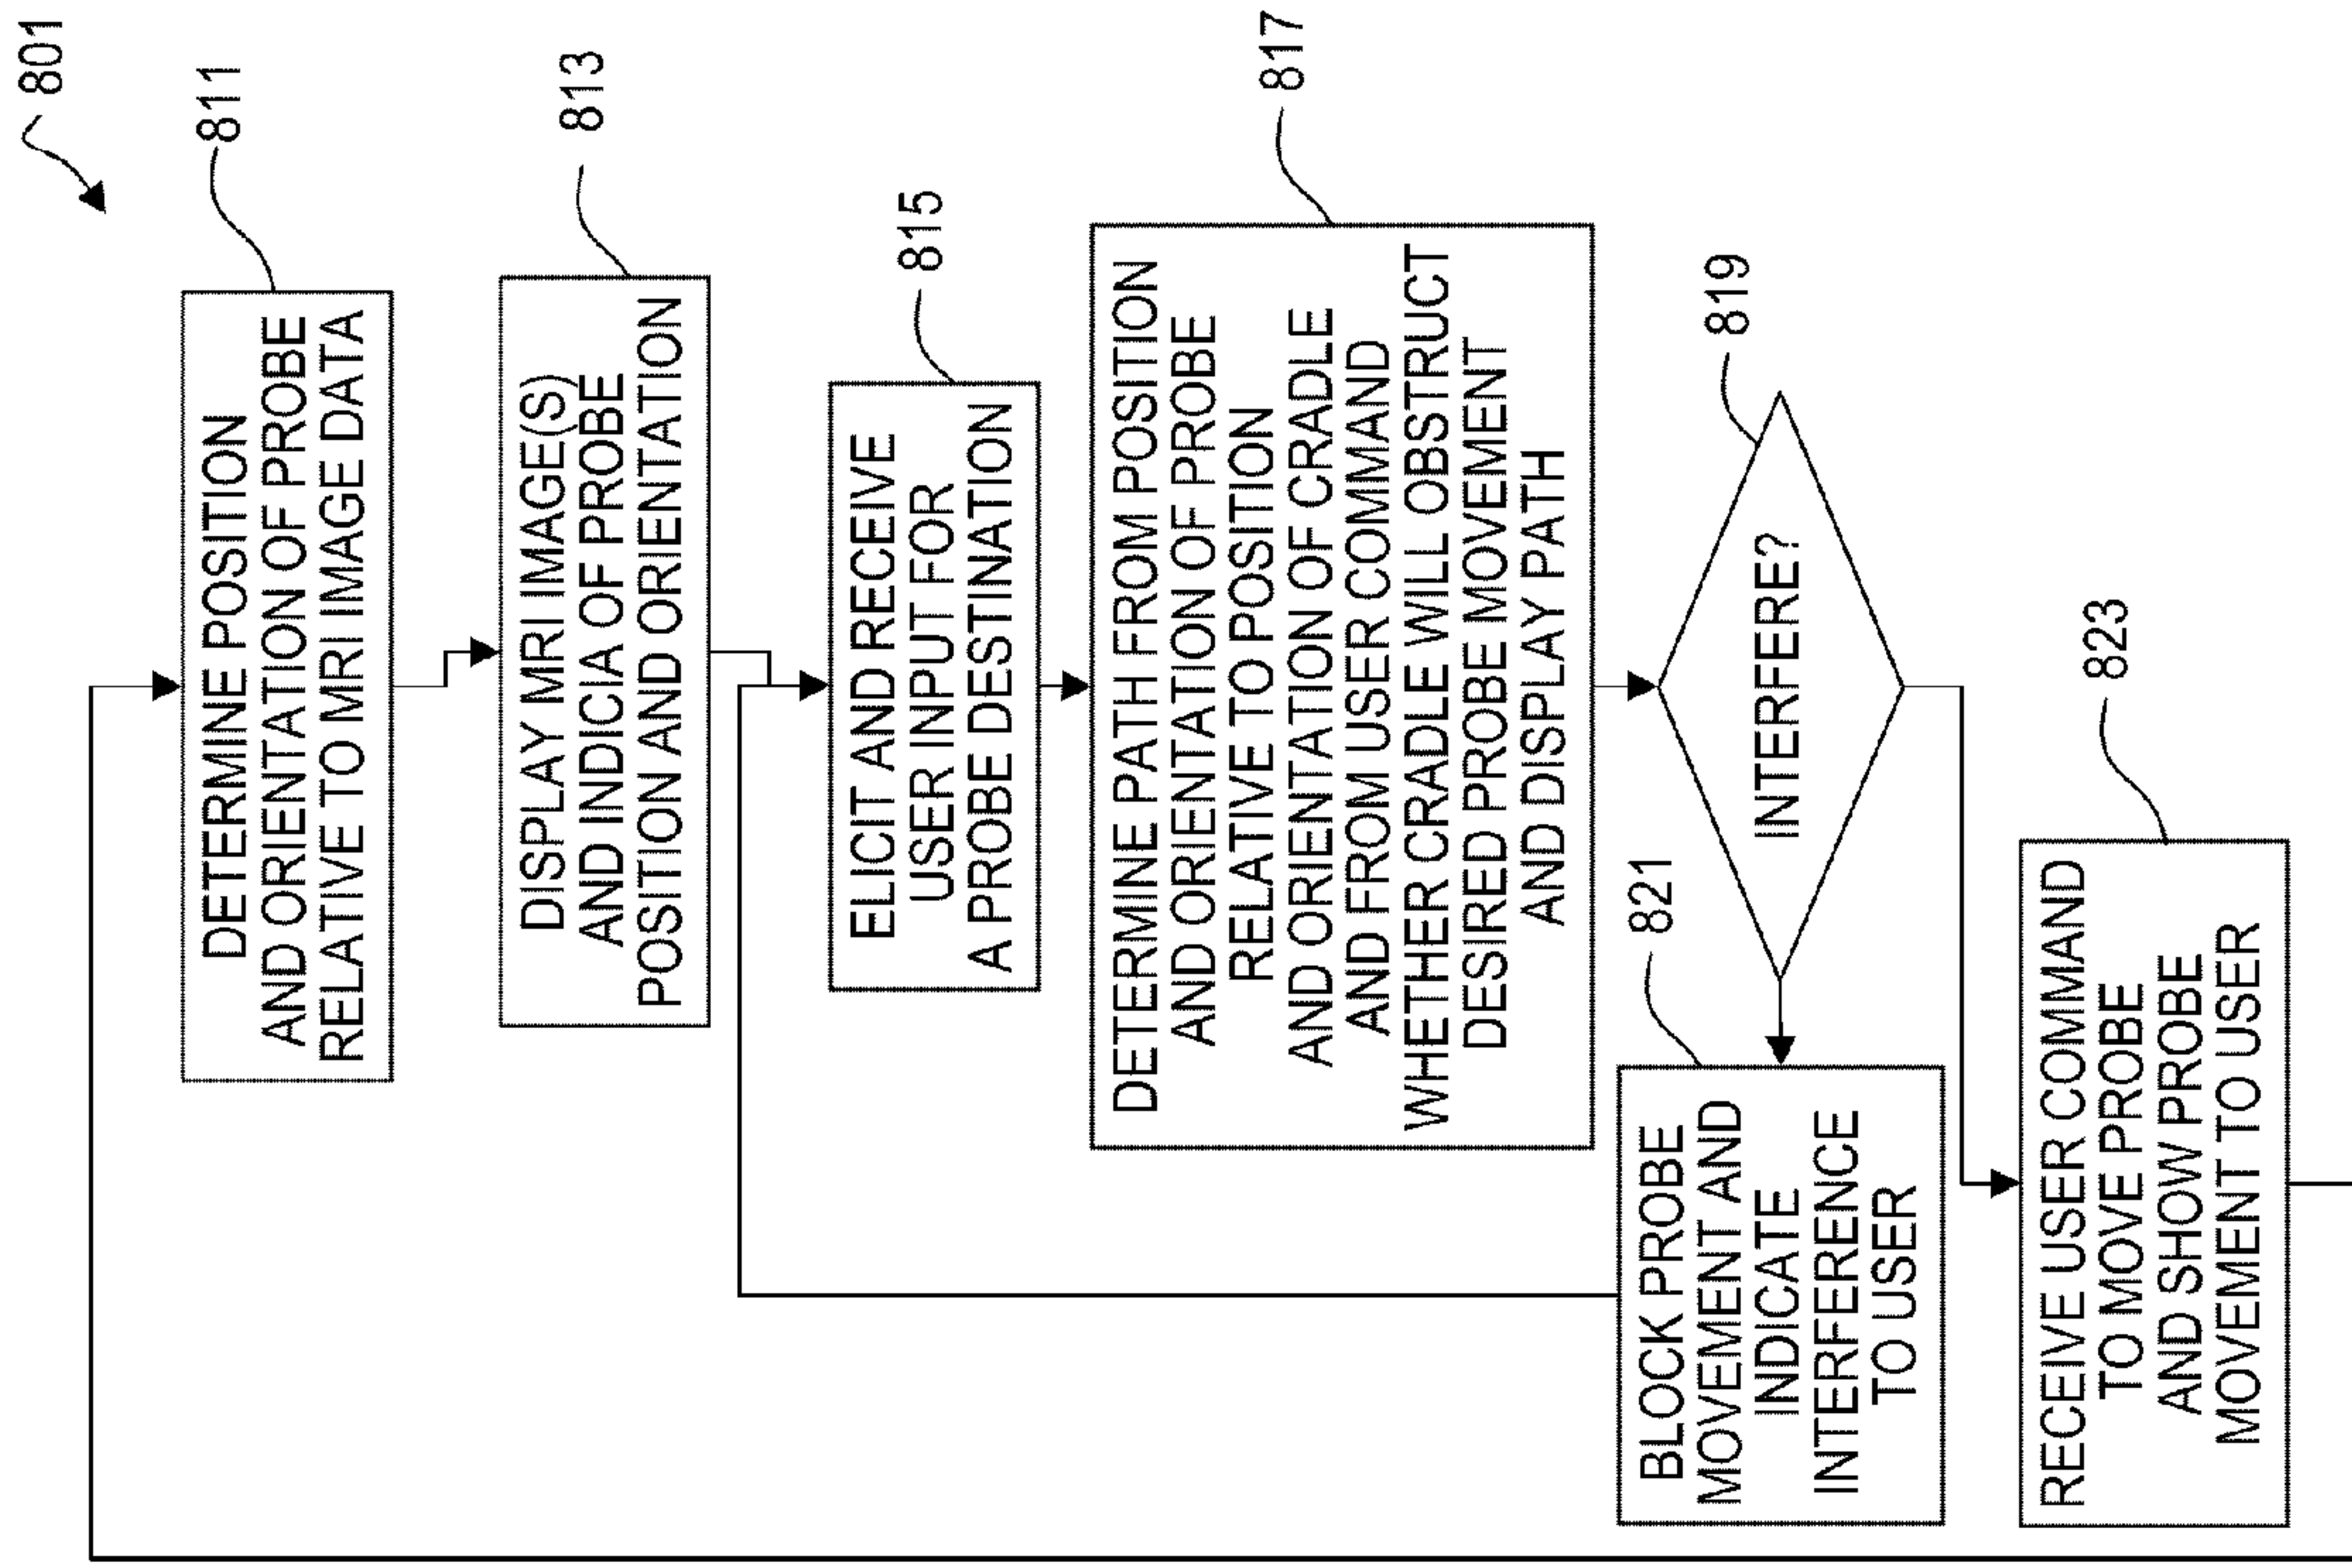 801
811
DETERMINE POSITION
AND ORIENTATION OF PROBE
RELATIVE TO MRI IMAGE DATA
813
DISPLAY MRI IMAGE(S)
AND INDICIA OF PROBE
POSITION AND ORIENTATION
815
ELICIT AND RECEIVE
USER INPUT FOR
A PROBE DESTINATION
817
DETERMINE PATH FROM POSITION
AND ORIENTATION OF PROBE
RELATIVE TO POSITION
AND ORIENTATION OF CRADLE
AND FROM USER COMMAND
WHETHER CRADLE WILL OBSTRUCT
DESIRED PROBE MOVEMENT
AND DISPLAY PATH
819
INTERFERE?
821
BLOCK PROBE
MOVEMENT AND
INDICATE
INTERFERENCE
TO USER
823
RECEIVE USER COMMAND
TO MOVE PROBE
AND SHOW PROBE
MOVEMENT TO USER